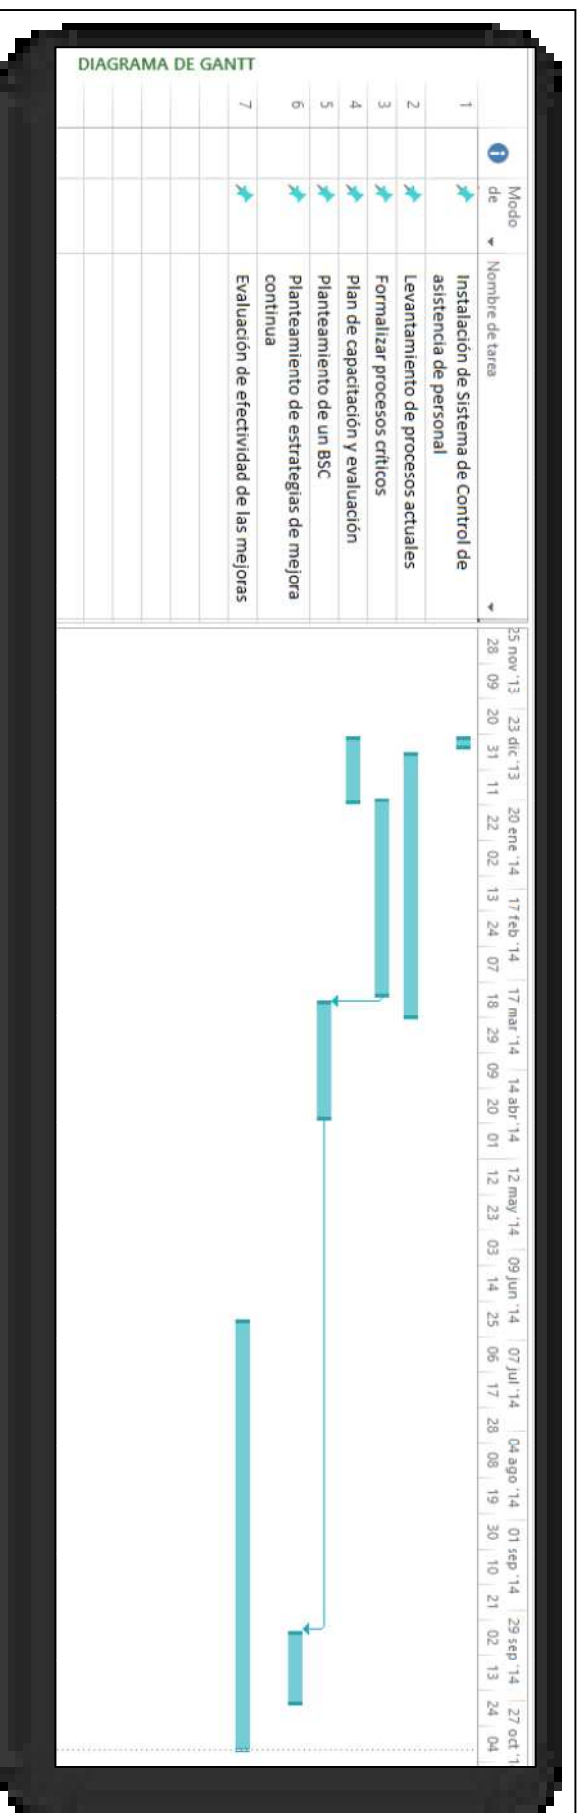 Modo
de
Nombre de tarea
25 nov '13 23 dic '13 20 ene '14 17 feb '14 17 mar '14 14 abr '14 12 may '14 09 jun '14 07 jul '14 04 ago '14 01 sep '14 29 sep '14 27 oct '1
28 09 20 31 11 22 02 13 24 07 18 29 09 20 01 12 23 03 14 25 06 17 28 08 19 30 10 21 02 13 24 04
1 Instalación de Sistema de Control de
asistencia de personal
2 Levantamiento de procesos actuales
3 Formalizar procesos críticos
4 Plan de capacitación y evaluación
5 Planteamiento de un BSC
6 Planteamiento de estrategias de mejora
continua
7 Evaluación de efectividad de las mejoras
DIAGRAMA DE GANTT